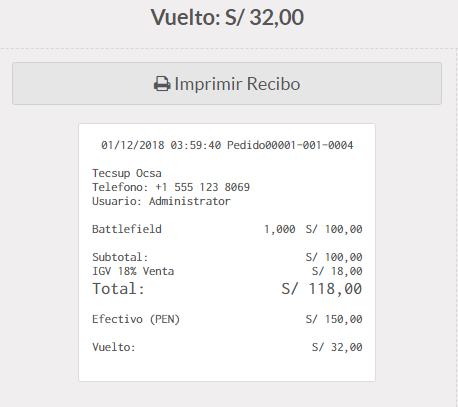 Vuelto: S/ 32,00
Imprimir Recibo
01/12/2018 03:59:40 Pedido00001-001-0004
Tecsup Ocsa
Telefono: +1 555 123 8069
Usuario: Administrator
Battlefield 1,000 S/ 100,00
Subtotal: S/ 100,00
IGV 18% Venta S/ 18,00
Total: S/ 118,00
Efectivo (PEN) S/ 150,00
Vuelto: S/ 32,00